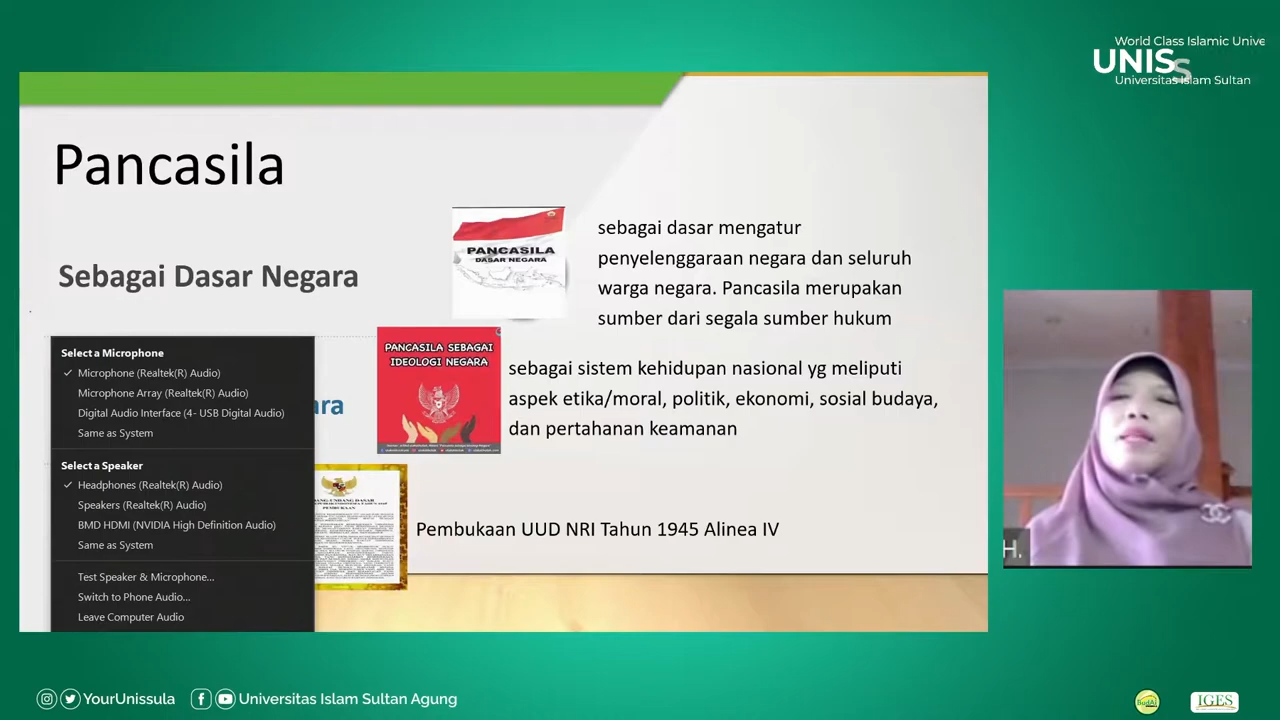 World Class Islamic Unive
UNISS
Universitas Islam Sultan
Pancasila
Sebagai Dasar Negara
PANCASILA
DASAR NEGARA
sebagai dasar mengatur
penyelenggaraan negara dan seluruh
warga negara. Pancasila merupakan
sumber dari segala sumber hukum
PANCASILA SEBAGAI
IDEOLOGI NEGARA
ara
sebagai sistem kehidupan nasional yg meliputi
aspek etika/moral, politik, ekonomi, sosial budaya,
dan pertahanan keamanan
PEMBUKAAN
Pembukaan UUD NRI Tahun 1945 Alinea IV
Select a Microphone
Microphone (Realtek(R) Audio)
Microphone Array (Realtek(R) Audio)
Digital Audio Interface (4- USB Digital Audio)
Same as System
Select a Speaker
Headphones (Realtek(R) Audio)
Speakers (Realtek(R) Audio)
BMD HDMI (NVIDIA High Definition Audio)
Same as System
Test Speaker & Microphone...
Switch to Phone Audio...
Leave Computer Audio
H.
YourUnissula
Universitas Islam Sultan Agung
BudAi
IGES